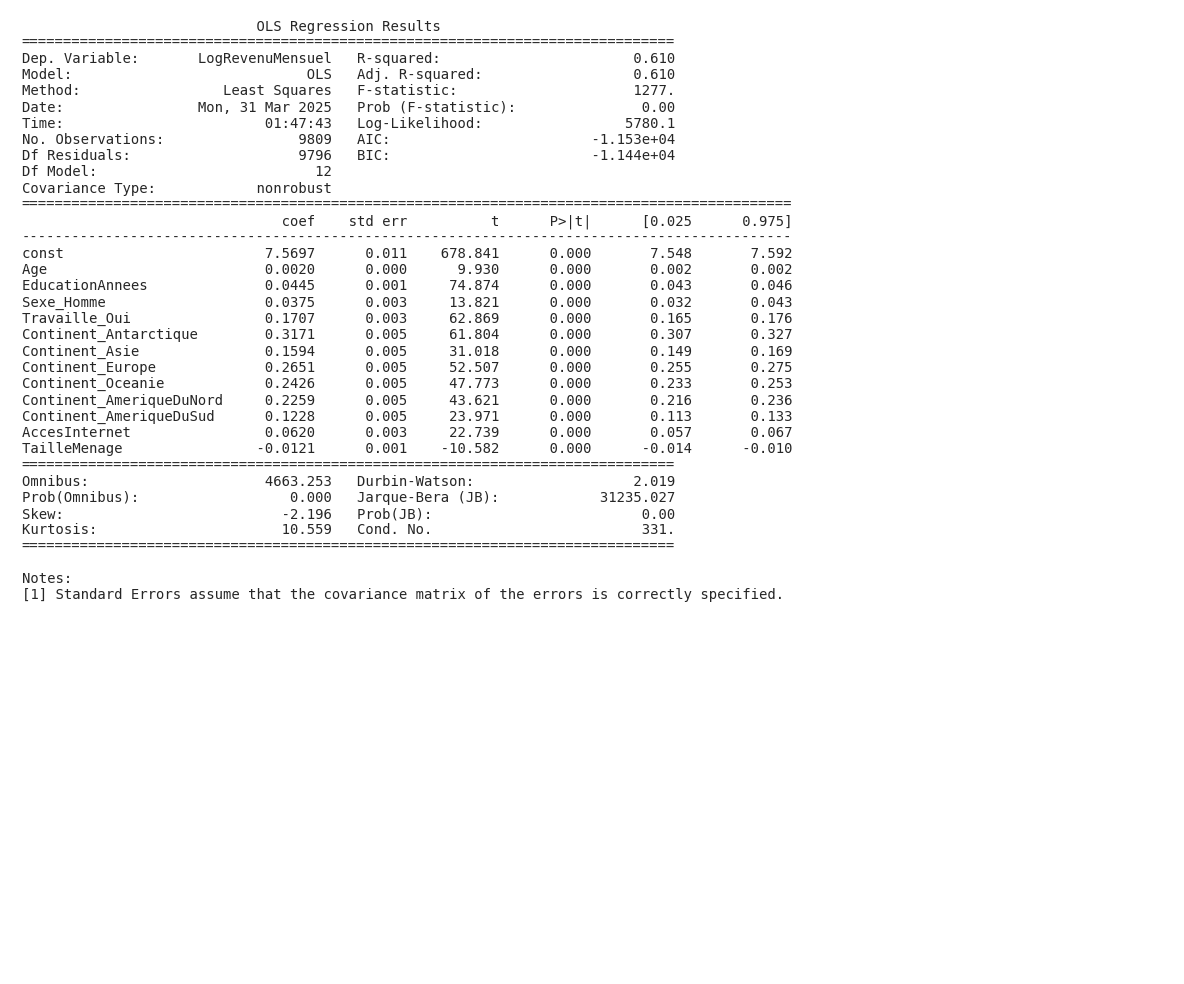 OLS Regression Results
==============================================================================
Dep. Variable: LogRevenuMensuel R-squared: 0.610
Model: OLS Adj. R-squared: 0.610
Method: Least Squares F-statistic: 1277.
Date: Mon, 31 Mar 2025 Prob (F-statistic): 0.00
Time: 01:47:43 Log-Likelihood: 5780.1
No. Observations: 9809 AIC: -1.153e+04
Df Residuals: 9796 BIC: -1.144e+04
Df Model: 12
Covariance Type: nonrobust
============================================================================================
coef std err t P>|t| [0.025 0.975]
--------------------------------------------------------------------------------------------
const 7.5697 0.011 678.841 0.000 7.548 7.592
Age 0.0020 0.000 9.930 0.000 0.002 0.002
EducationAnnees 0.0445 0.001 74.874 0.000 0.043 0.046
Sexe_Homme 0.0375 0.003 13.821 0.000 0.032 0.043
Travaille_Oui 0.1707 0.003 62.869 0.000 0.165 0.176
Continent_Antarctique 0.3171 0.005 61.804 0.000 0.307 0.327
Continent_Asie 0.1594 0.005 31.018 0.000 0.149 0.169
Continent_Europe 0.2651 0.005 52.507 0.000 0.255 0.275
Continent_Oceanie 0.2426 0.005 47.773 0.000 0.233 0.253
Continent_AmeriqueDuNord 0.2259 0.005 43.621 0.000 0.216 0.236
Continent_AmeriqueDuSud 0.1228 0.005 23.971 0.000 0.113 0.133
AccesInternet 0.0620 0.003 22.739 0.000 0.057 0.067
TailleMenage -0.0121 0.001 -10.582 0.000 -0.014 -0.010
==============================================================================
Omnibus: 4663.253 Durbin-Watson: 2.019
Prob(Omnibus): 0.000 Jarque-Bera (JB): 31235.027
Skew: -2.196 Prob(JB): 0.00
Kurtosis: 10.559 Cond. No. 331.
==============================================================================
Notes:
[1] Standard Errors assume that the covariance matrix of the errors is correctly specified.